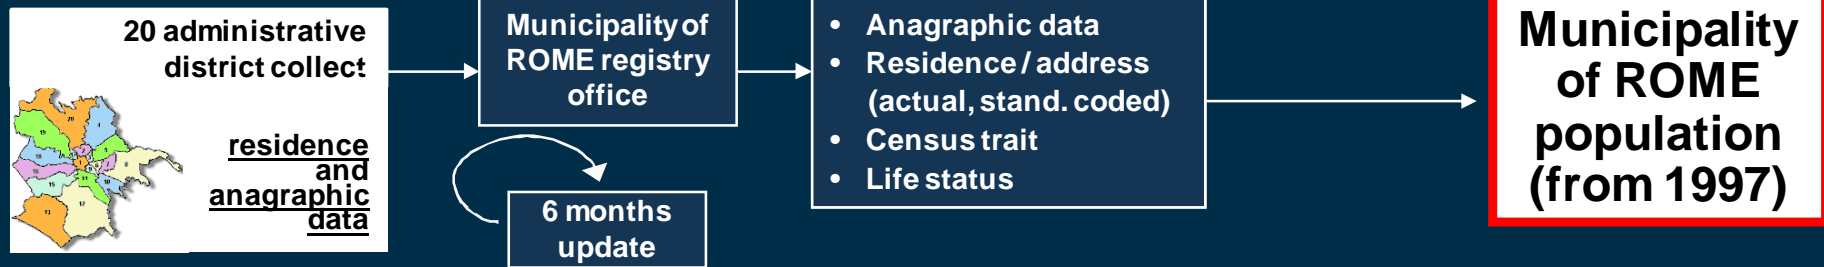 20 administrative
district collect:
residence
and
anagraphic
data
Municipality of
ROME registry
office
6 months
update
• Anagraphic data
• Residence / address
(actual, stand. coded)
• Census trait
• Life status
Municipality
of ROME
population
(from 1997)